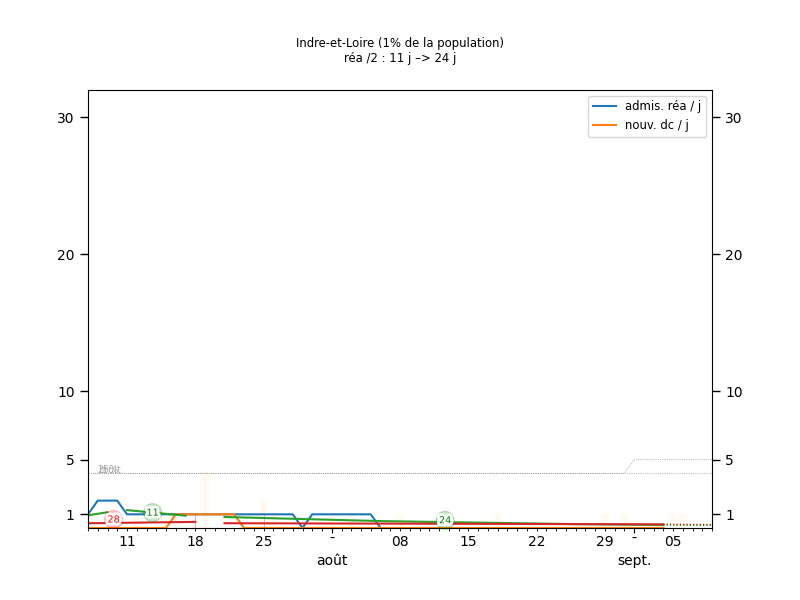 Indre-et-Loire (1% de la population)
réa /2 : 11 j –> 24 j
admis. réa / j
nouv. dc / j
30 30
20 20
10 10
5 5
1 1
28 11 24
11 18 25 - 08 15 22 29 - 05
août sept.